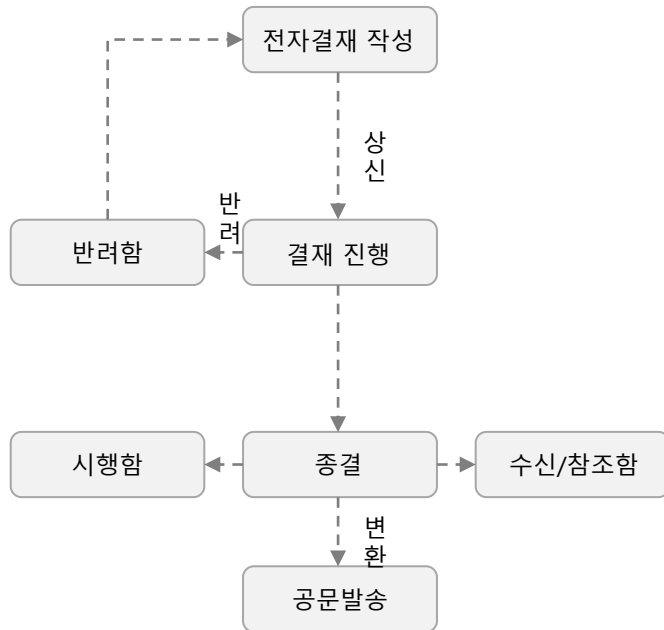 전자결재 작성
상신
반려
반려함
결재 진행
시행함
종결
수신/참조함
변환
공문발송